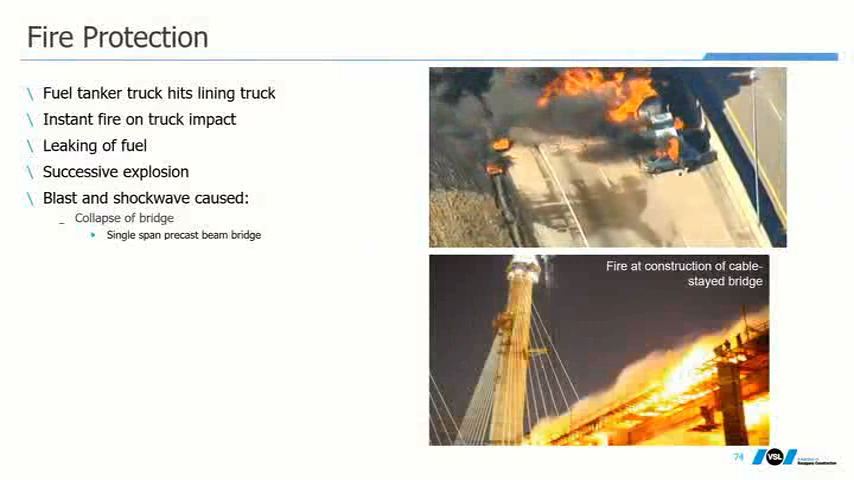 Fire Protection
\ Fuel tanker truck hits lining truck
\ Instant fire on truck impact
\ Leaking of fuel
\ Successive explosion
\ Blast and shockwave caused:
_ Collapse of bridge
Single span precast beam bridge
Fire at construction of cable-
stayed bridge
74
VSL
Bouygues Construction